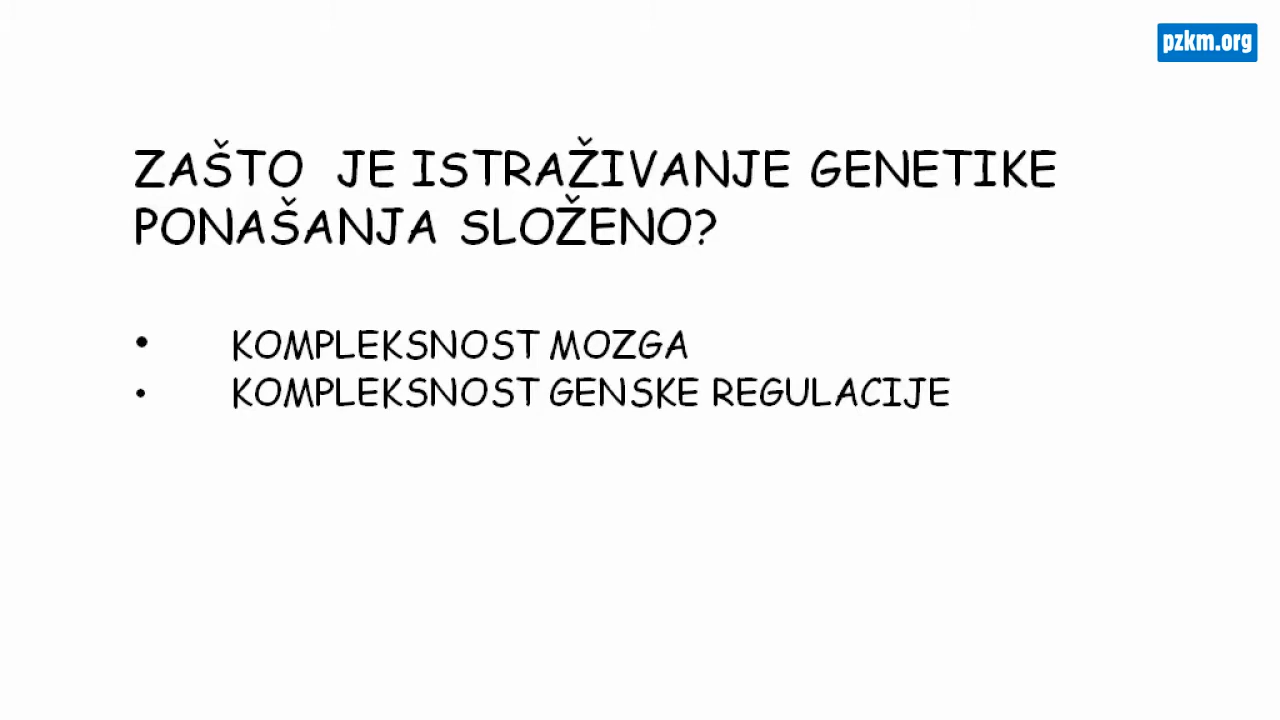 pzkm.org
ZAŠTO JE ISTRAŽIVANJE GENETIKE
PONAŠANJA SLOŽENO?
• KOMPLEKSNOST MOZGA
• KOMPLEKSNOST GENSKE REGULACIJE